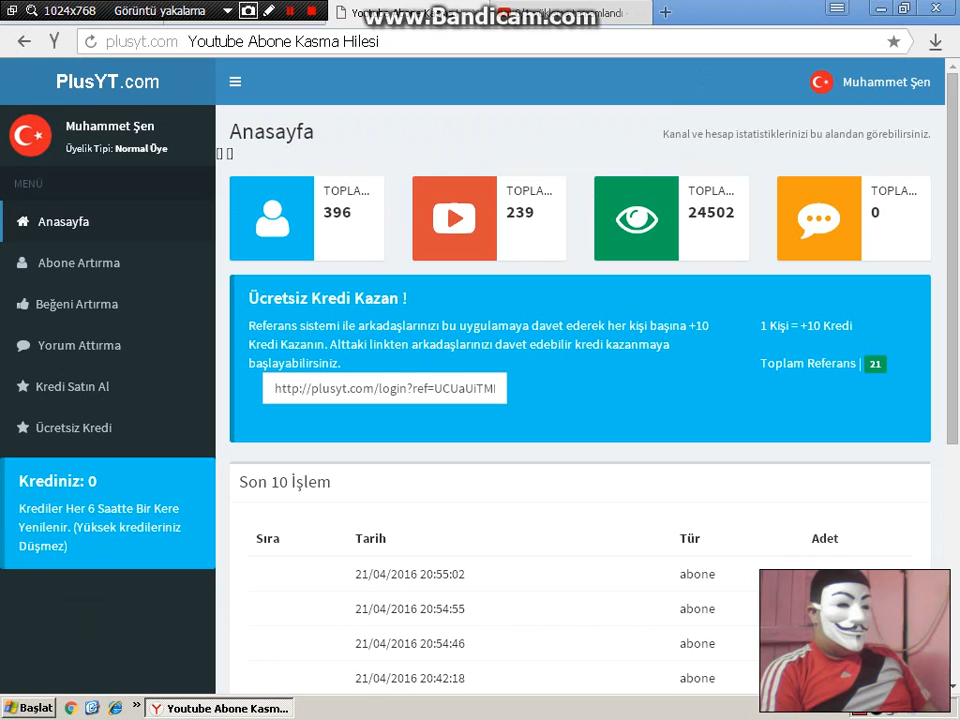 1024x768 Görüntü yakalama
Youtube Abone Ka
www.Bandicam.com
plusyt.com Youtube Abone Kasma Hilesi
PlusYT.com
Muhammet Şen
Muhammet Şen
Üyelik Tipi: Normal Üye
Anasayfa
Kanal ve hesap istatistiklerinizi bu alandan görebilirsiniz.
[] []
MENÜ
Anasayfa
Abone Artırma
Beğeni Artırma
Yorum Attırma
Kredi Satın Al
Ücretsiz Kredi
Krediniz: 0
Krediler Her 6 Saatte Bir Kere
Yenilenir. (Yüksek kredileriniz
Düşmez)
TOPLA...
396
TOPLA...
239
TOPLA...
24502
TOPLA...
0
Ücretsiz Kredi Kazan !
Referans sistemi ile arkadaşlarınızı bu uygulamaya davet ederek her kişi başına +10
Kredi Kazanın. Alttaki linkten arkadaşlarınızı davet edebilir kredi kazanmaya
başlayabilirsiniz.
http://plusyt.com/login?ref=UCUaUiTM
1 Kişi = +10 Kredi
Toplam Referans | 21
Son 10 İşlem
Sıra Tarih Tür Adet
21/04/2016 20:55:02 abone
21/04/2016 20:54:55 abone
21/04/2016 20:54:46 abone
21/04/2016 20:42:18 abone
Başlat
Youtube Abone Kasm...